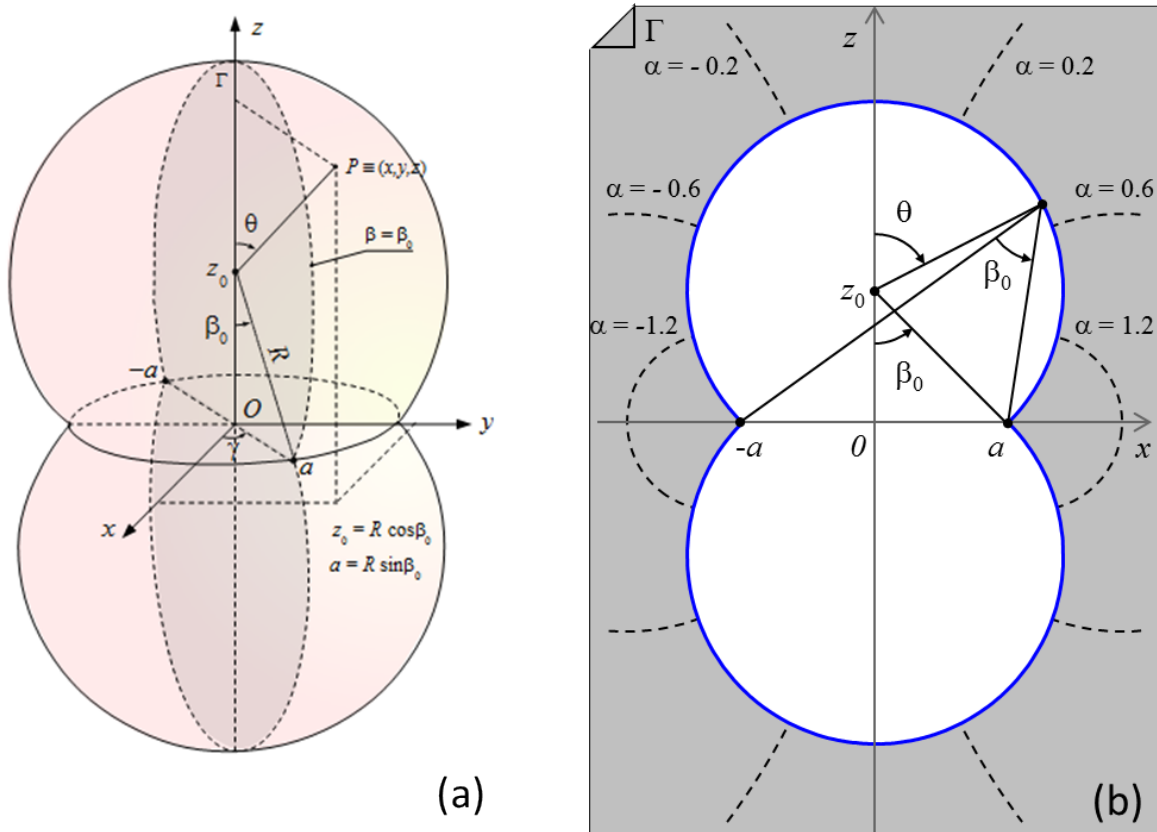 z
Γ
P ≡ (x,y,z)
θ
β = β₀
z₀
β₀
R
-a
O
y
γ
a
x
z₀ = R cosβ₀
a = R sinβ₀
(a)
Γ
z
α = - 0.2
α = 0.2
α = - 0.6
α = 0.6
θ
β₀
z₀
α = -1.2
α = 1.2
β₀
-a
0
a
x
(b)